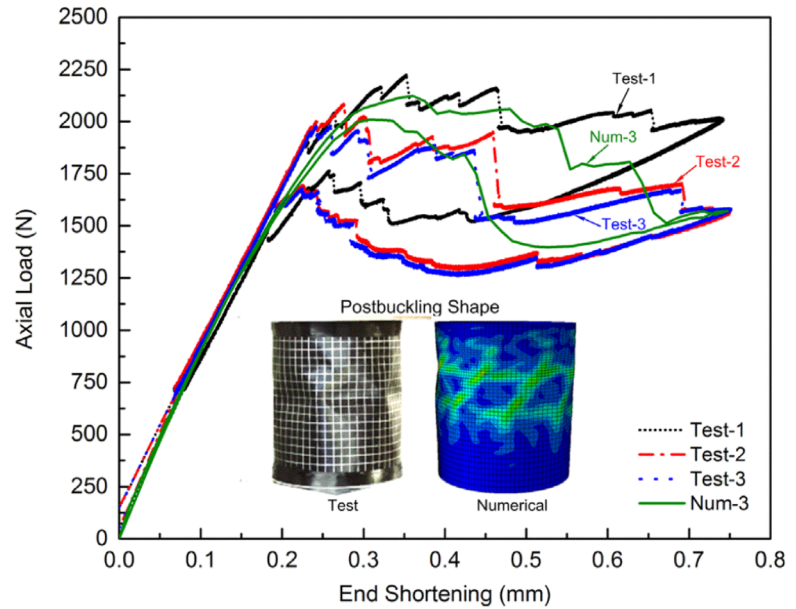 2500
2250
2000
1750
1500
1250
1000
750
500
250
0
Axial Load (N)
Test-1
Num-3
Test-2
Test-3
Postbuckling Shape
Test
Numerical
Test-1
Test-2
Test-3
Num-3
0.0 0.1 0.2 0.3 0.4 0.5 0.6 0.7 0.8
End Shortening (mm)